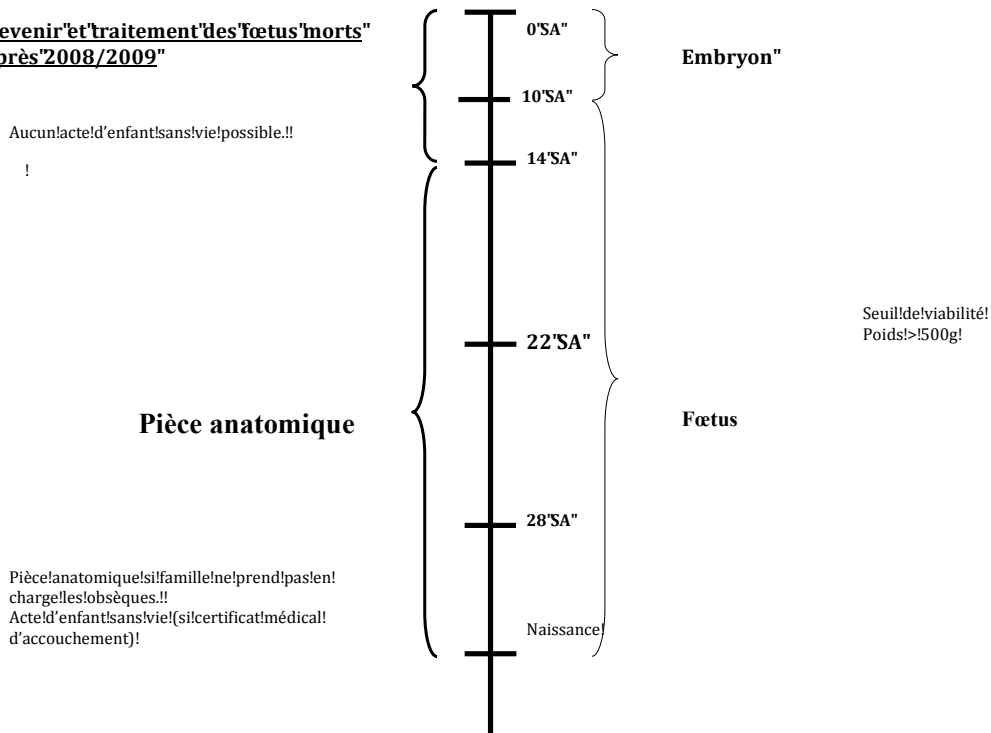 evenir"et"traitement"des"fœtus"morts"
près"2008/2009"
0"SA"
Embryon"
10"SA"
Aucun!acte!d'enfant!sans!vie!possible.!!
14"SA"
!
Seuil!de!viabilité!
Poids!>!500g!
22"SA"
Pièce anatomique
Fœtus
28"SA"
Pièce!anatomique!si!famille!ne!prend!pas!en!
charge!les!obsèques.!!
Acte!d'enfant!sans!vie!(si!certificat!médical!
d'accouchement)!
Naissance!